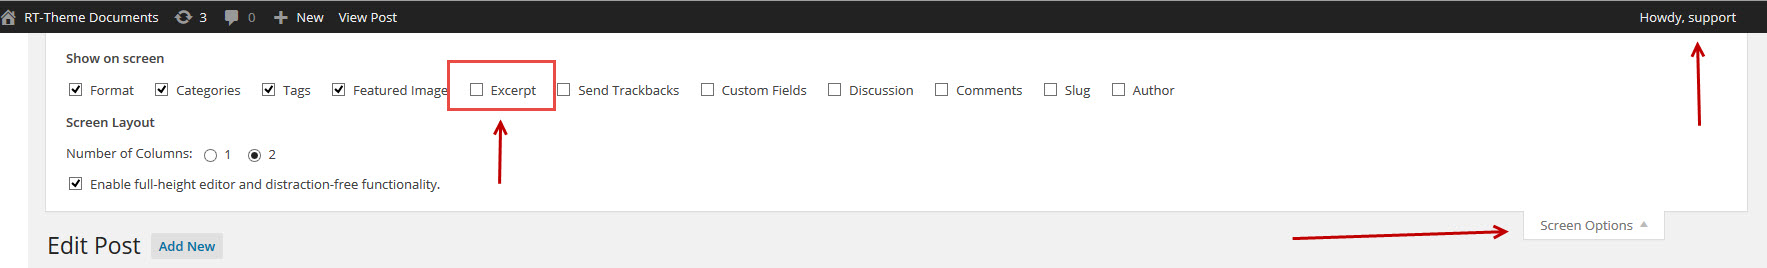 RT-Theme Documents 3 0 New View Post Howdy, support
Show on screen
Format Categories Tags Featured Image Excerpt Send Trackbacks Custom Fields Discussion Comments Slug Author
Screen Layout
Number of Columns: 1 2
Enable full-height editor and distraction-free functionality.
Screen Options
Edit Post Add New